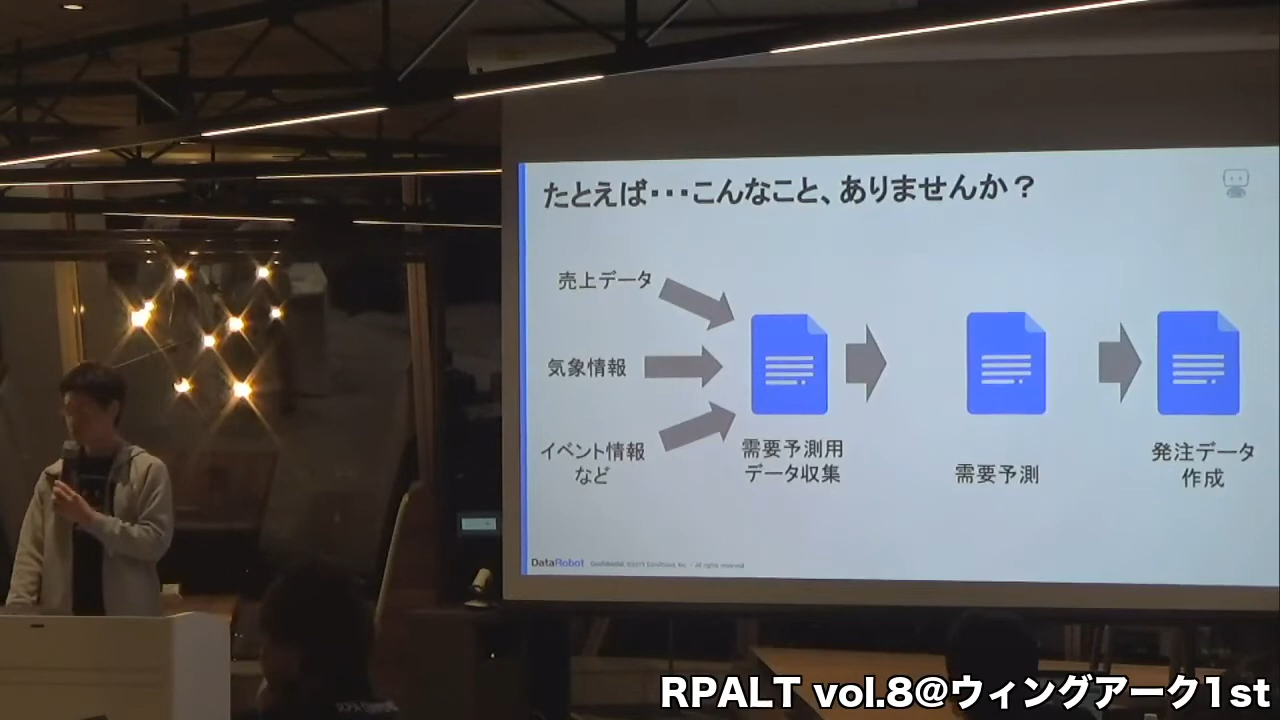 たとえば・・・こんなこと、ありませんか？
売上データ
気象情報
イベント情報
など
需要予測用
データ収集
需要予測
発注データ
作成
DataRobot
RPALT vol.8@ウィングアーク1st